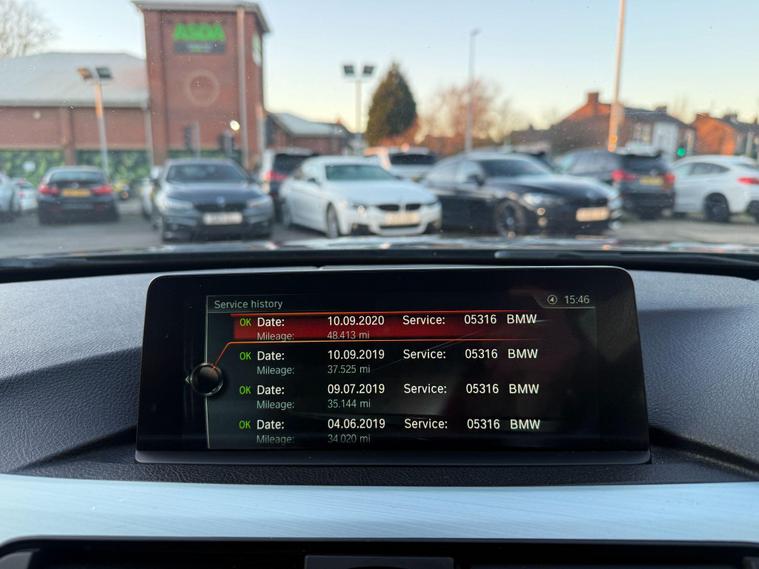 ASDA
Service history 4 15:46
OK Date: 10.09.2020 Service: 05316 BMW
Mileage: 48.413 mi
OK Date: 10.09.2019 Service: 05316 BMW
Mileage: 37.525 mi
OK Date: 09.07.2019 Service: 05316 BMW
Mileage: 35.144 mi
OK Date: 04.06.2019 Service: 05316 BMW
Mileage: 34.020 mi